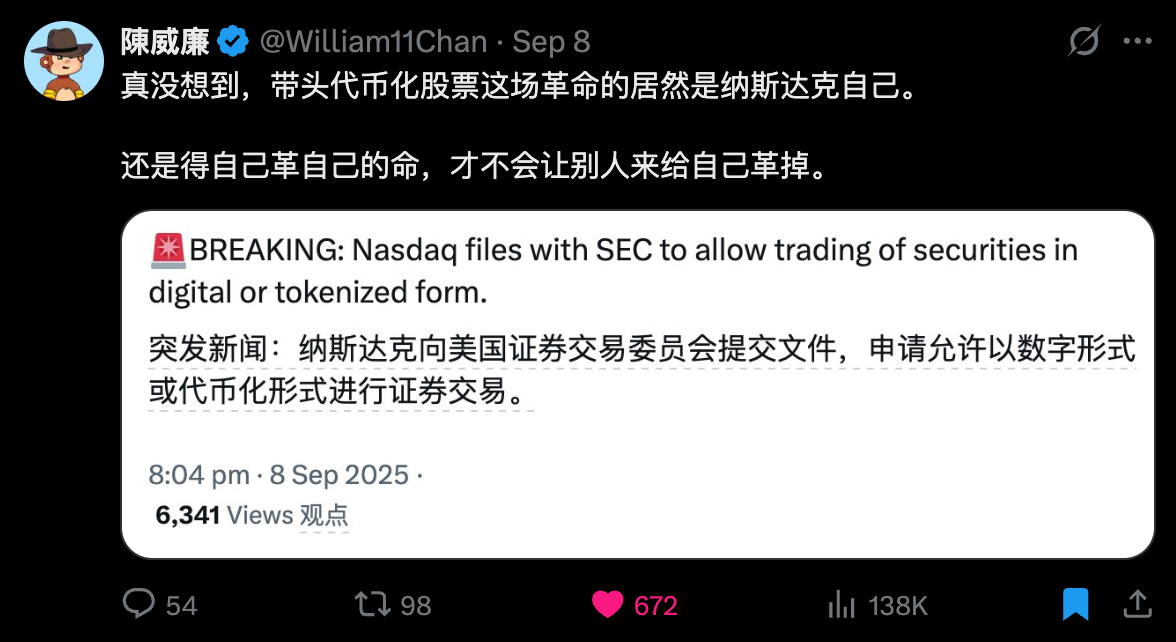 陳威廉 @William11Chan · Sep 8
真没想到，带头代币化股票这场革命的居然是纳斯达克自己。
还是得自己革自己的命，才不会让别人来给自己革掉。
🚨BREAKING: Nasdaq files with SEC to allow trading of securities in
digital or tokenized form.
突发新闻：纳斯达克向美国证券交易委员会提交文件，申请允许以数字形式
或代币化形式进行证券交易。
8:04 pm · 8 Sep 2025 ·
6,341 Views 观点
54 98 672 138K